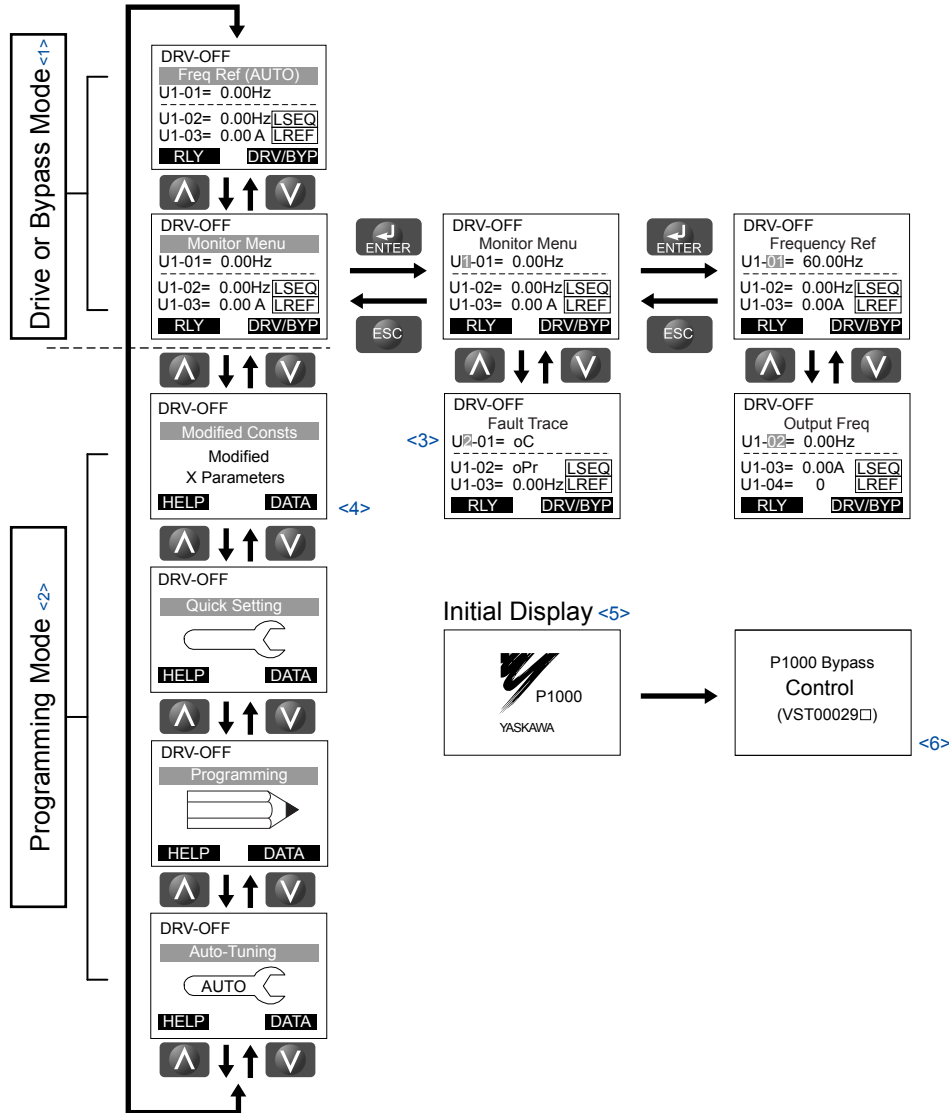 Drive or Bypass Mode<1>
DRV-OFF
Freq Ref (AUTO)
U1-01= 0.00Hz
U1-02= 0.00Hz LSEQ
U1-03= 0.00 A LREF
RLY DRV/BYP
DRV-OFF
Monitor Menu
U1-01= 0.00Hz
U1-02= 0.00Hz LSEQ
U1-03= 0.00 A LREF
RLY DRV/BYP
ENTER
ESC
DRV-OFF
Monitor Menu
U1-01= 0.00Hz
U1-02= 0.00Hz LSEQ
U1-03= 0.00 A LREF
RLY DRV/BYP
ENTER
ESC
DRV-OFF
Frequency Ref
U1-01= 60.00Hz
U1-02= 0.00Hz LSEQ
U1-03= 0.00A LREF
RLY DRV/BYP
<3>
DRV-OFF
Fault Trace
U2-01= oC
U1-02= oPr LSEQ
U1-03= 0.00Hz LREF
RLY DRV/BYP
DRV-OFF
Output Freq
U1-02= 0.00Hz
U1-03= 0.00A LSEQ
U1-04= 0 LREF
RLY DRV/BYP
Programming Mode <2>
DRV-OFF
Modified Consts
Modified
X Parameters
HELP DATA
<4>
DRV-OFF
Quick Setting
HELP DATA
DRV-OFF
Programming
HELP DATA
DRV-OFF
Auto-Tuning
AUTO
HELP DATA
Initial Display <5>
P1000
YASKAWA
P1000 Bypass
Control
(VST00029□)
<6>